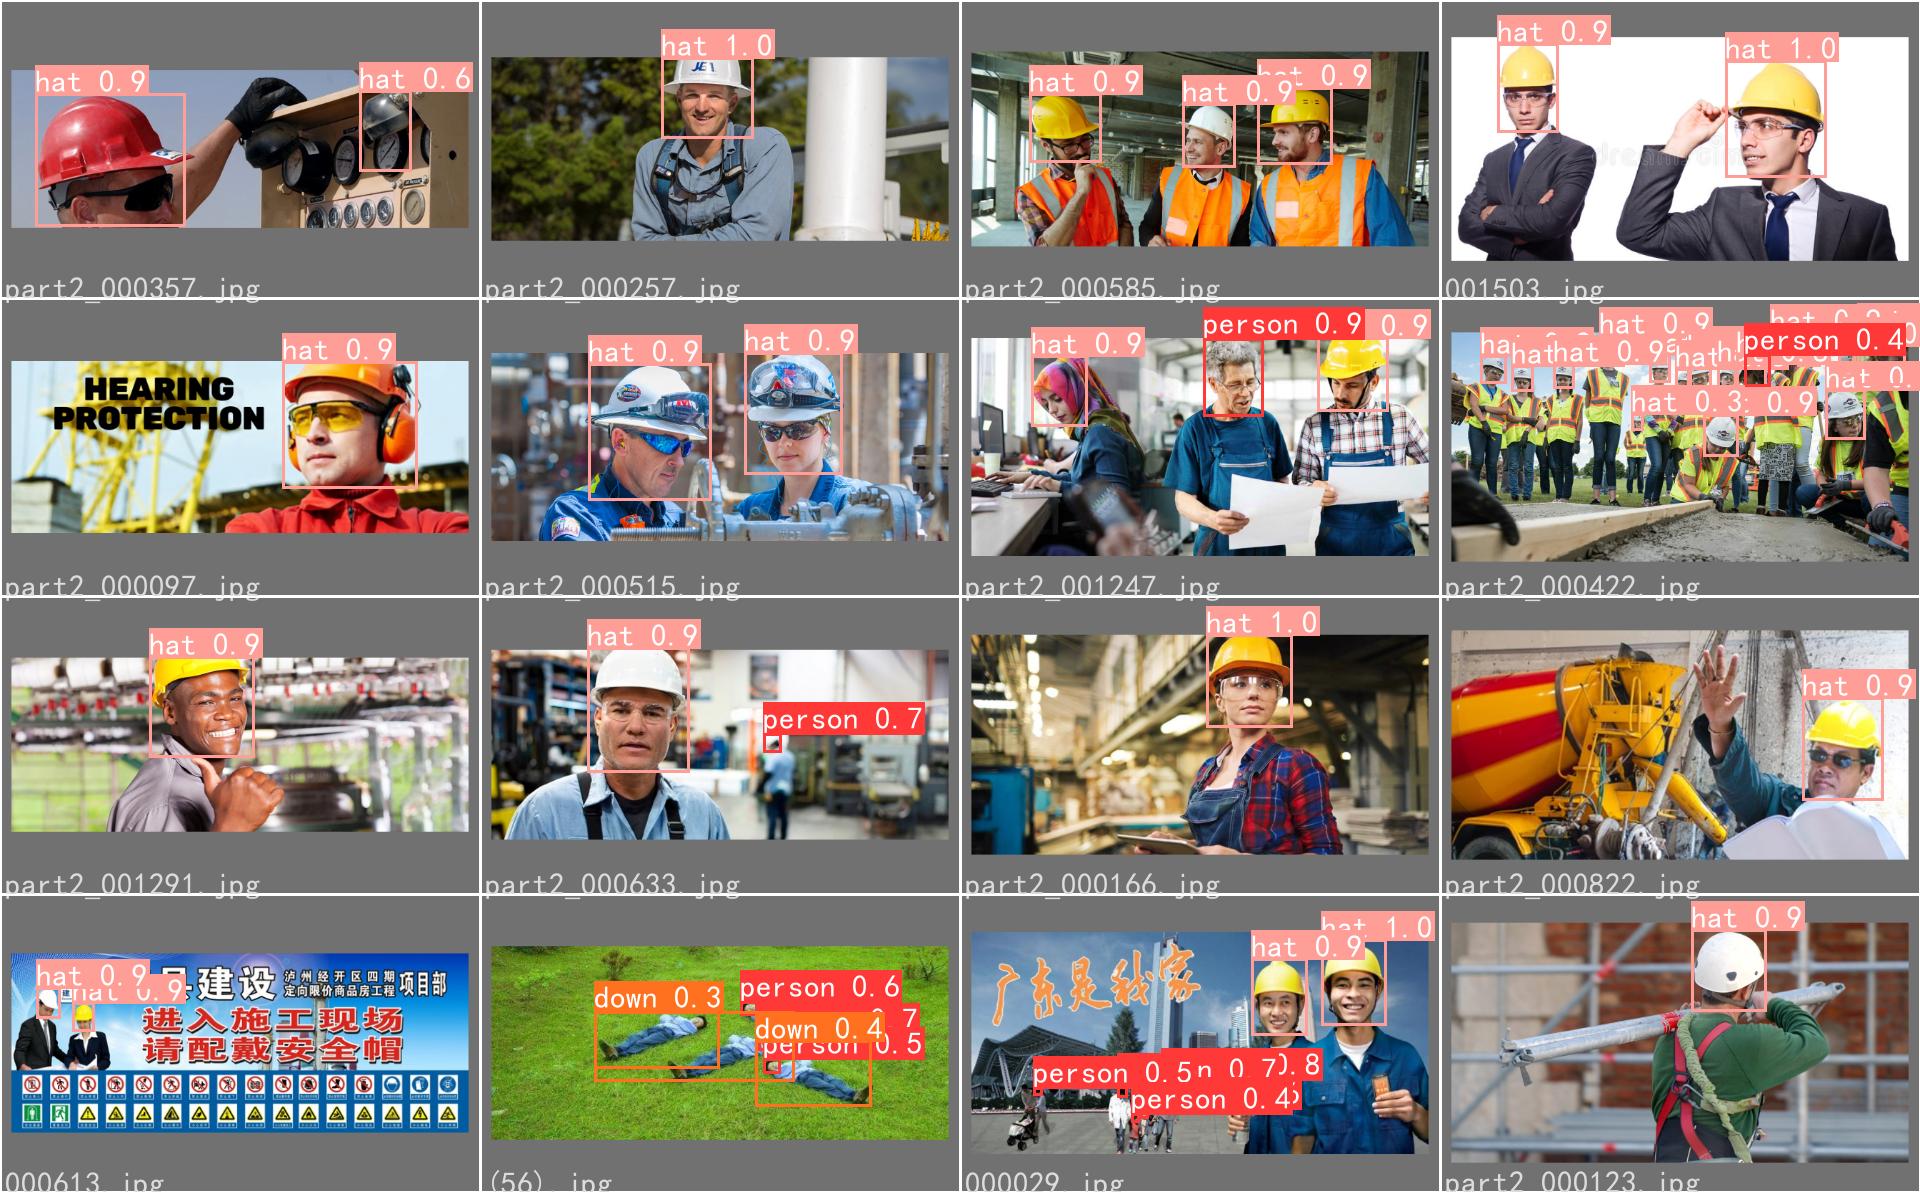 hat 0.9
hat 0.6
part2_000357.jpg
hat 1.0
JET
part2_000257.jpg
hat 0.9
hat 0.9
hat 0.9
part2_000585.jpg
hat 0.9
hat 1.0
001503.jpg
hat 0.9
HEARING
PROTECTION
part2_000097.jpg
hat 0.9
hat 0.9
part2_000515.jpg
hat 0.9
person 0.9
0.9
part2_001247.jpg
hat 0.9
person 0.4
hat 0.9
hat 0.3
0.9
part2_000422.jpg
hat 0.9
part2_001291.jpg
hat 0.9
person 0.7
part2_000633.jpg
hat 1.0
part2_000166.jpg
hat 0.9
part2_000822.jpg
hat 0.9
hat 0.9
建设
泸州经开区四期
定向限价商品房工程
项目部
进入施工现场
请配戴安全帽
000613.jpg
down 0.3
person 0.6
down 0.4
person 0.5
(56).jpg
hat 1.0
hat 0.9
广东是我家
person 0.5
0.7
.8
person 0.4
000029.jpg
hat 0.9
part2_000123.jpg